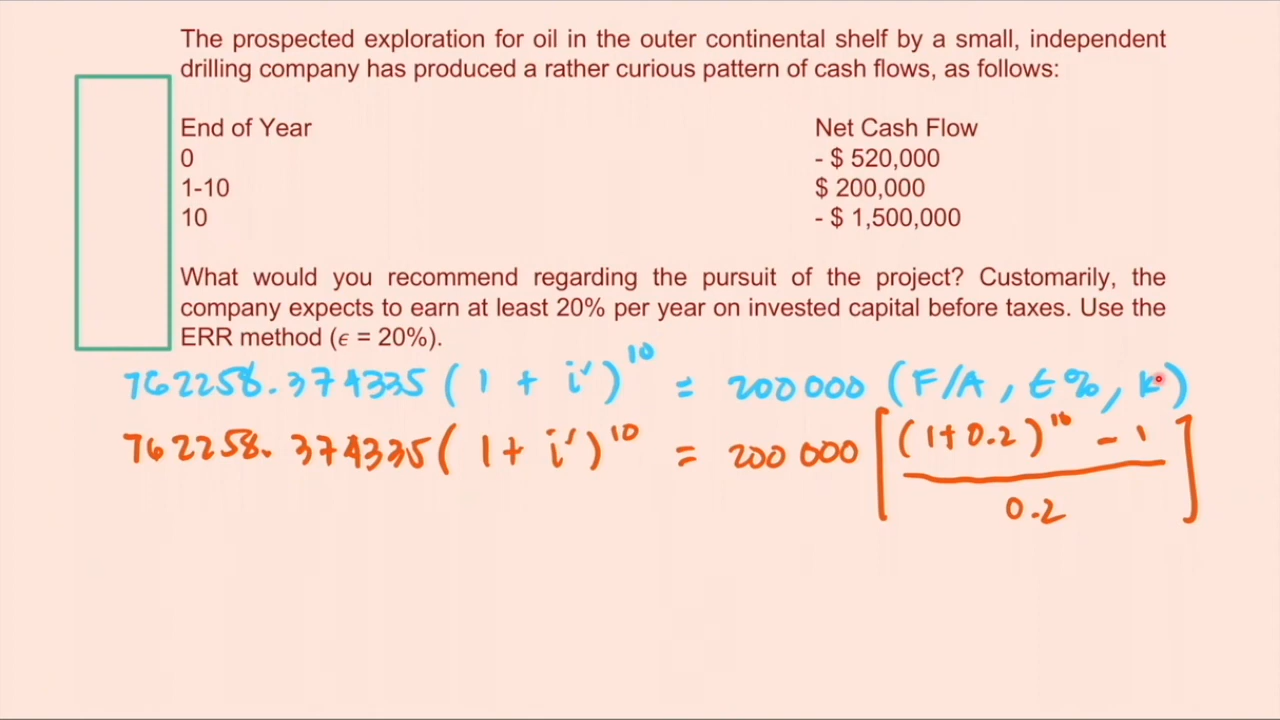 The prospected exploration for oil in the outer continental shelf by a small, independent
drilling company has produced a rather curious pattern of cash flows, as follows:
End of Year Net Cash Flow
0 - $ 520,000
1-10 $ 200,000
10 - $ 1,500,000
What would you recommend regarding the pursuit of the project? Customarily, the
company expects to earn at least 20% per year on invested capital before taxes. Use the
ERR method (ϵ = 20%).
762258.374335 (1 + i')^10 = 200 000 (F/A, ϵ%, k)
762258.374335 (1 + i')^10 = 200 000 [((1+0.2)^10 - 1) / 0.2]